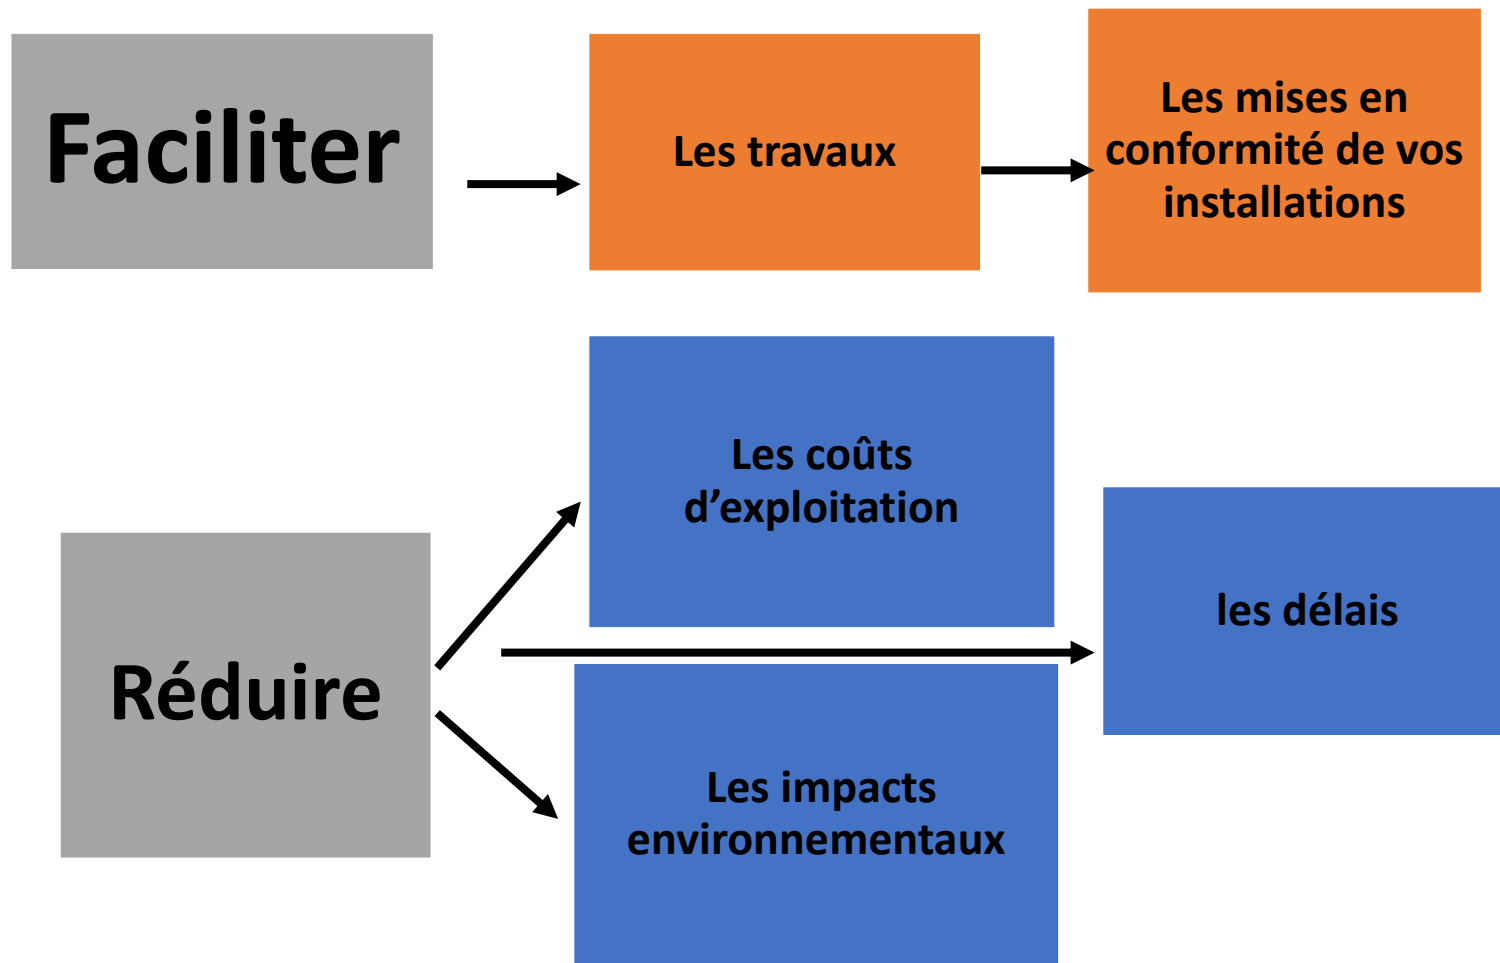 Faciliter
Les travaux
Les mises en
conformité de vos
installations
Les coûts
d’exploitation
les délais
Réduire
Les impacts
environnementaux